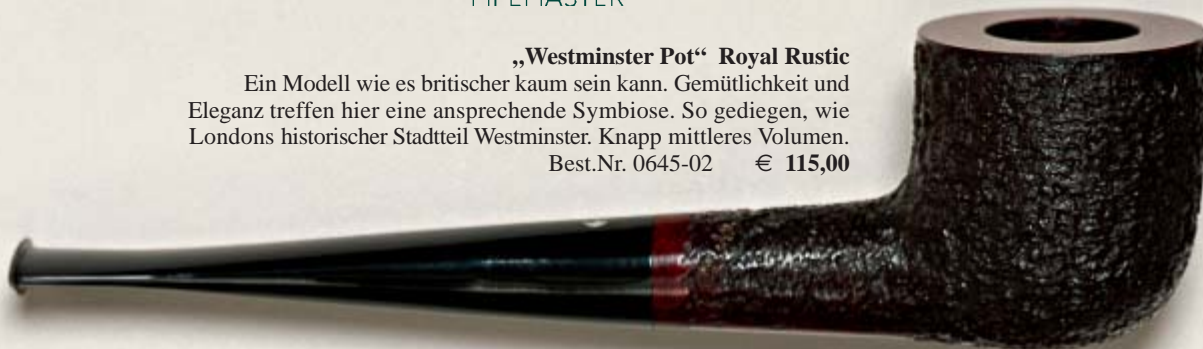 „Westminster Pot“ Royal Rustic
Ein Modell wie es britischer kaum sein kann. Gemütlichkeit und
Eleganz treffen hier eine ansprechende Symbiose. So gediegen, wie
Londons historischer Stadtteil Westminster. Knapp mittleres Volumen.
Best.Nr. 0645-02 € 115,00